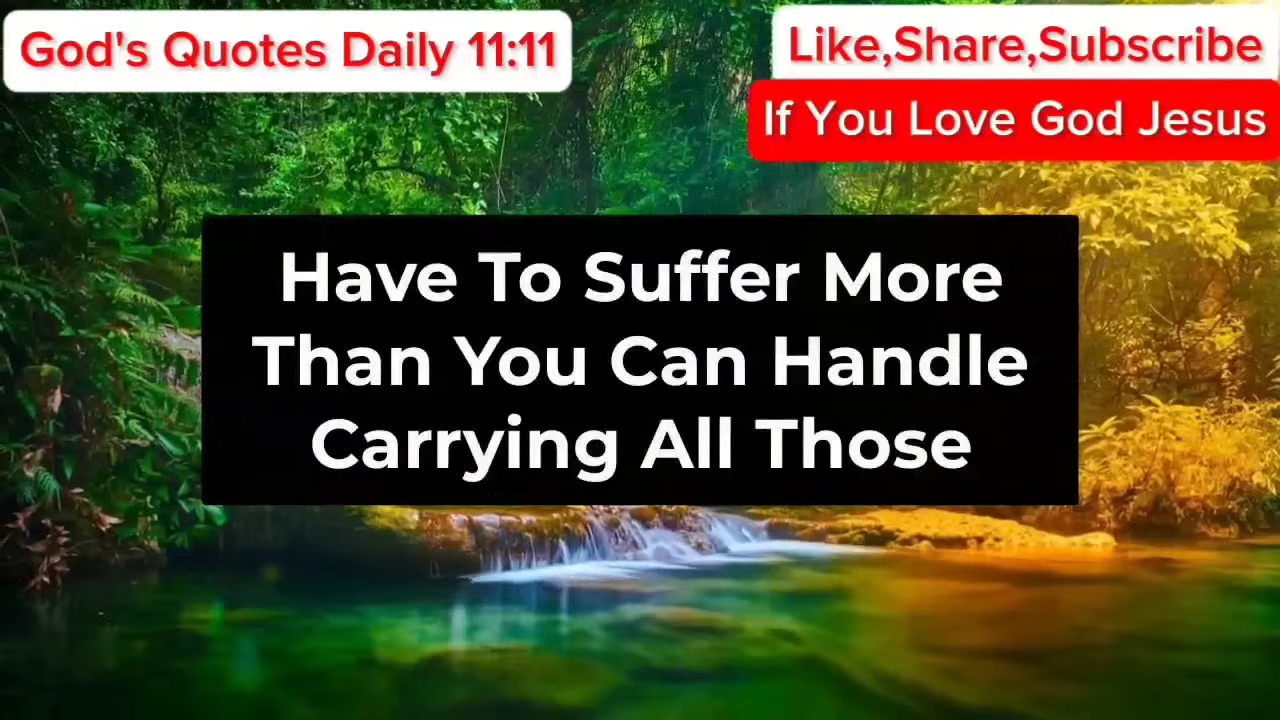 God's Quotes Daily 11:11
Like,Share,Subscribe
If You Love God Jesus
Have To Suffer More
Than You Can Handle
Carrying All Those